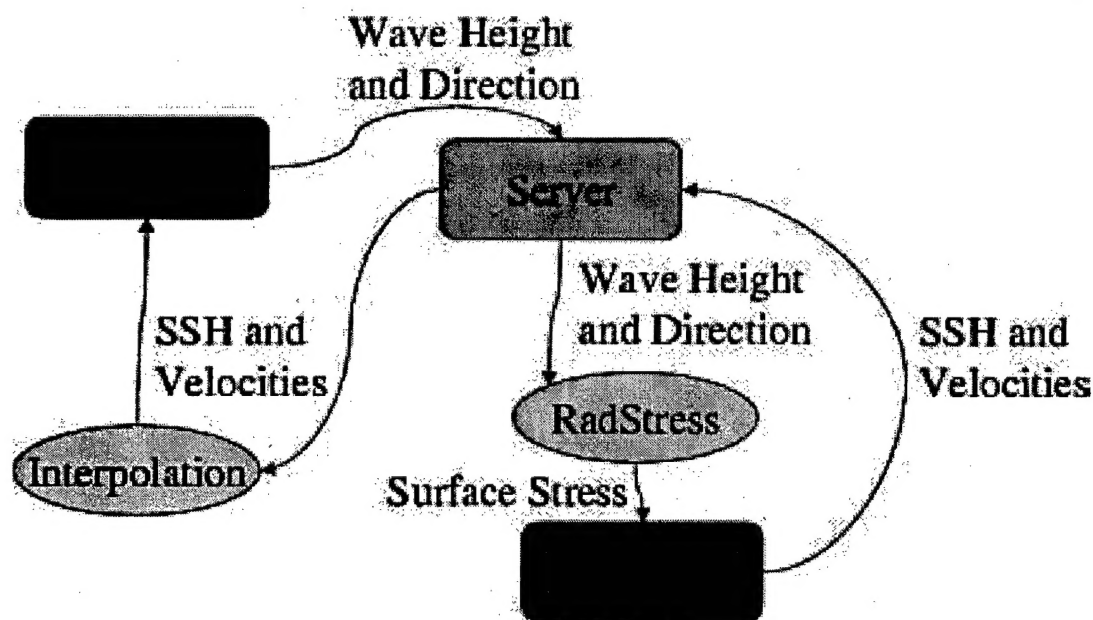 Wave Height
and Direction
Server
Wave Height
and Direction
SSH and
Velocities
SSH and
Velocities
RadStress
Interpolation
Surface Stress